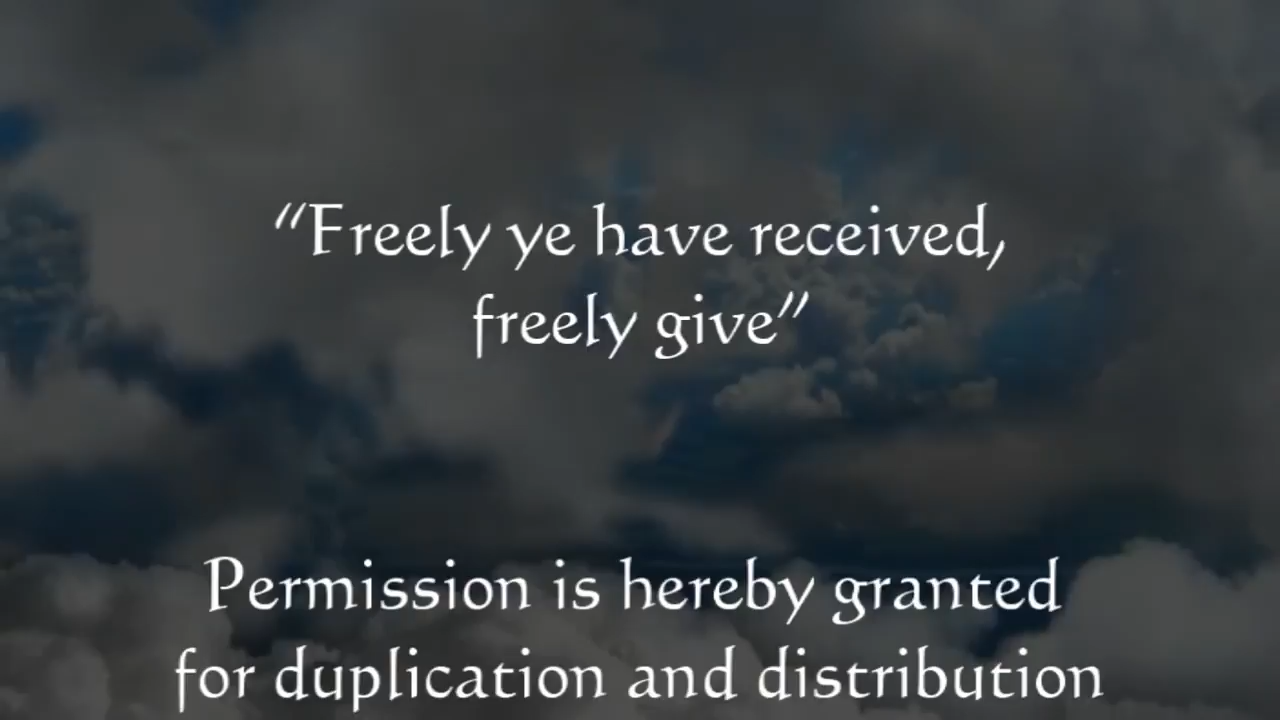 “Freely ye have received,
freely give”
Permission is hereby granted
for duplication and distribution